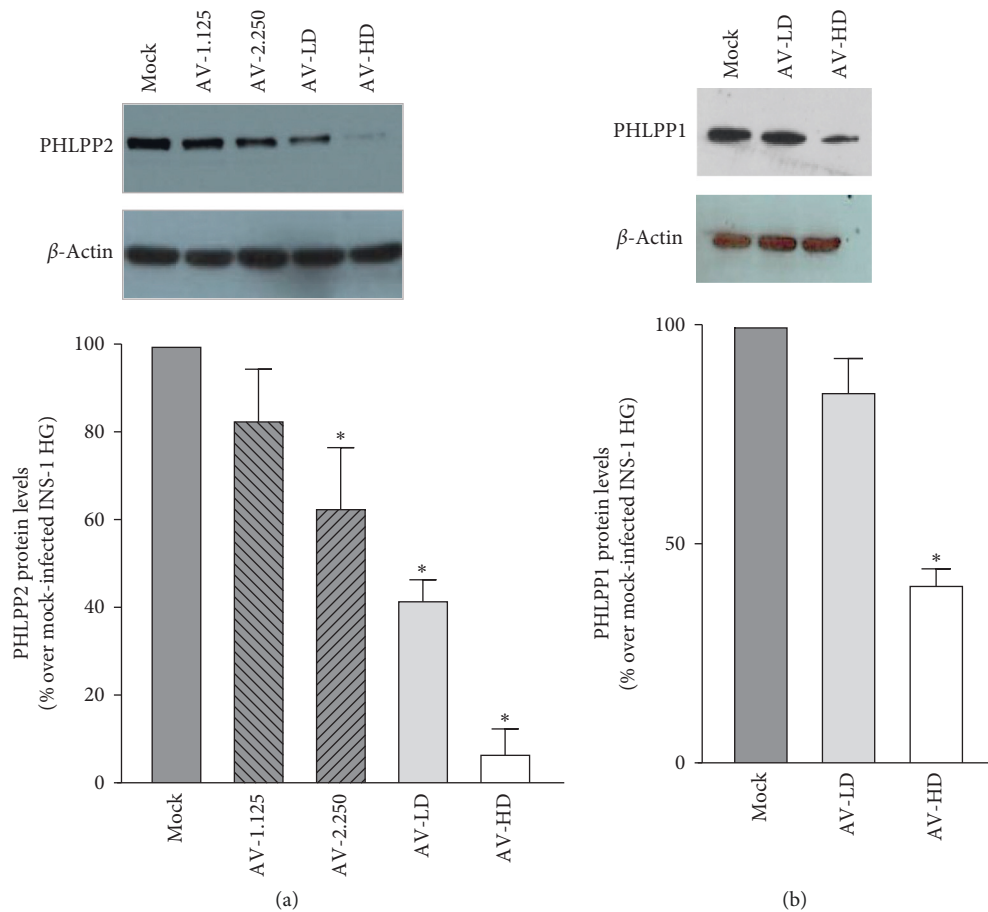 Mock
AV-1.125
AV-2.250
AV-LD
AV-HD
PHLPP2
β-Actin
100
80
60
40
20
0
PHLPP2 protein levels
(% over mock-infected INS-1 HG)
*
*
*
Mock
AV-1.125
AV-2.250
AV-LD
AV-HD
(a)
Mock
AV-LD
AV-HD
PHLPP1
β-Actin
100
50
0
PHLPP1 protein levels
(% over mock-infected INS-1 HG)
*
Mock
AV-LD
AV-HD
(b)